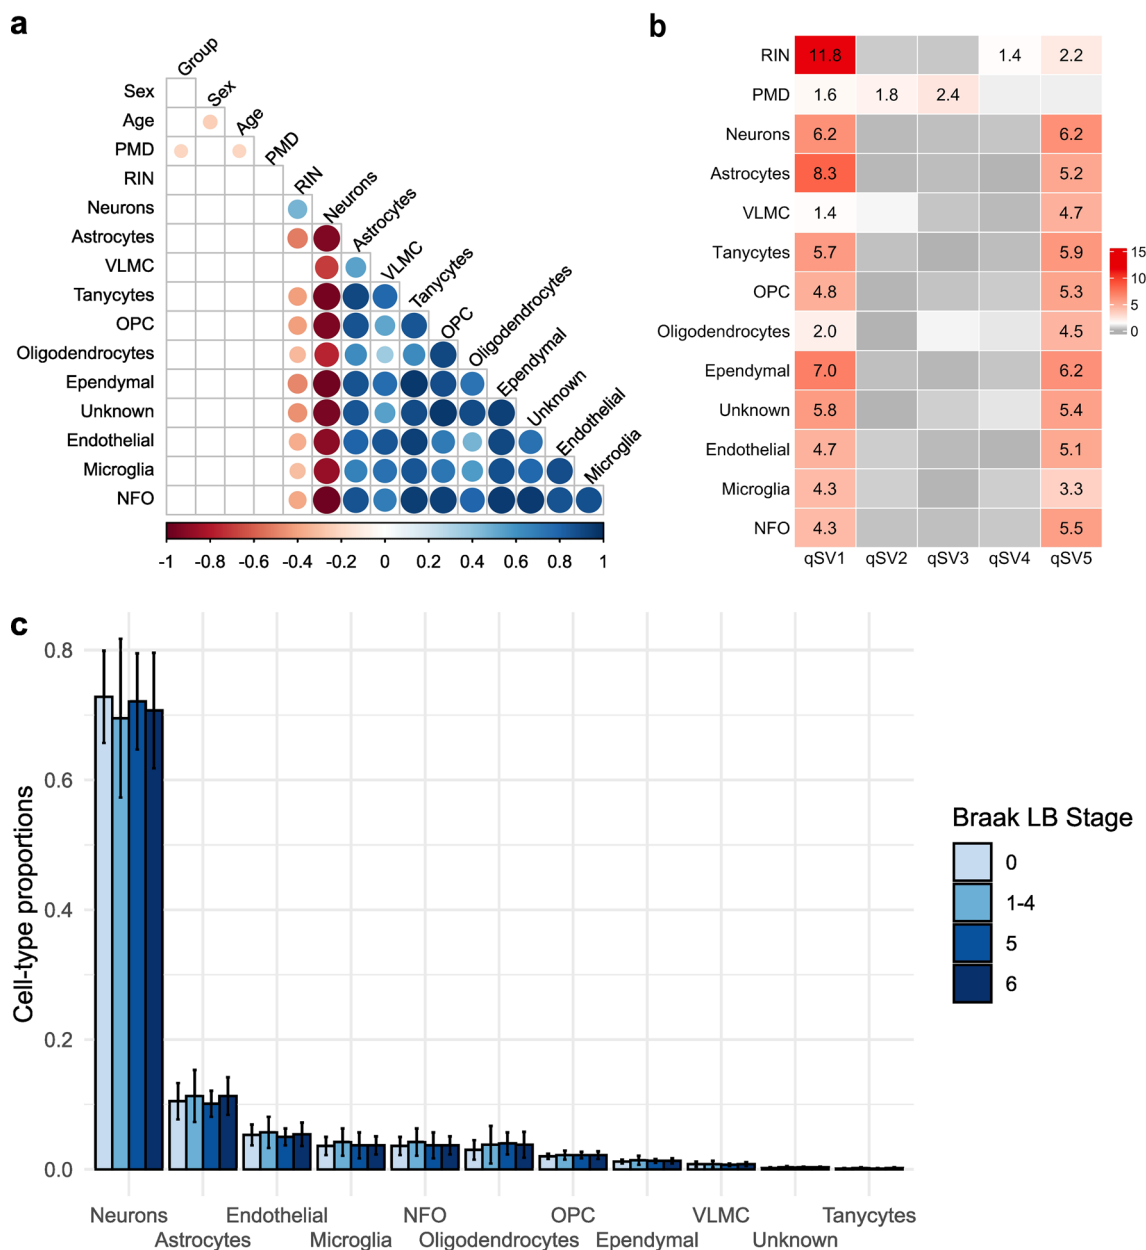 a
Group
Sex
Age
PMD
RIN
Neurons
Astrocytes
VLMC
Tanycytes
OPC
Oligodendrocytes
Ependymal
Unknown
Endothelial
Microglia
Sex
Age
PMD
RIN
Neurons
Astrocytes
VLMC
Tanycytes
OPC
Oligodendrocytes
Ependymal
Unknown
Endothelial
Microglia
NFO
-1 -0.8 -0.6 -0.4 -0.2 0 0.2 0.4 0.6 0.8 1
b
RIN 11.8 1.4 2.2
PMD 1.6 1.8 2.4
Neurons 6.2 6.2
Astrocytes 8.3 5.2
VLMC 1.4 4.7
Tanycytes 5.7 5.9
OPC 4.8 5.3
Oligodendrocytes 2.0 4.5
Ependymal 7.0 6.2
Unknown 5.8 5.4
Endothelial 4.7 5.1
Microglia 4.3 3.3
NFO 4.3 5.5
qSV1 qSV2 qSV3 qSV4 qSV5
15
10
5
0
c
Cell-type proportions
0.8
0.6
0.4
0.2
0.0
Neurons Endothelial NFO OPC VLMC Tanycytes
Astrocytes Microglia Oligodendrocytes Ependymal Unknown
Braak LB Stage
0
1-4
5
6